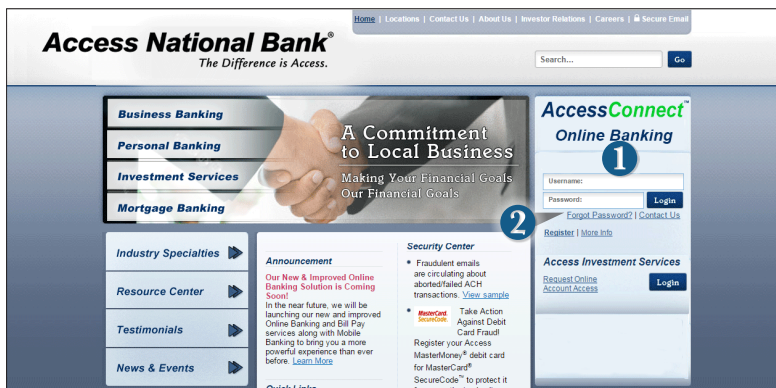 Home | Locations | Contact Us | About Us | Investor Relations | Careers | Secure Email
Access National Bank®
The Difference is Access.
Search...
Go
Business Banking
Personal Banking
Investment Services
Mortgage Banking
A Commitment
to Local Business
Making Your Financial Goals
Our Financial Goals
AccessConnect™
Online Banking
1
Username:
Password:
Login
2
Forgot Password? | Contact Us
Register | More Info
Access Investment Services
Request Online
Account Access
Login
Industry Specialties
Resource Center
Testimonials
News & Events
Announcement
Our New & Improved Online
Banking Solution is Coming
Soon!
In the near future, we will be
launching our new and improved
Online Banking and Bill Pay
services along with Mobile
Banking to bring you a more
powerful experience than ever
before. Learn More
Quick Links
Security Center
• Fraudulent emails
are circulating about
aborted/failed ACH
transactions. View sample
• MasterCard. Take Action
SecureCode. Against Debit
Card Fraud!
Register your Access
MasterMoney® debit card
for MasterCard®
SecureCode™ to protect it